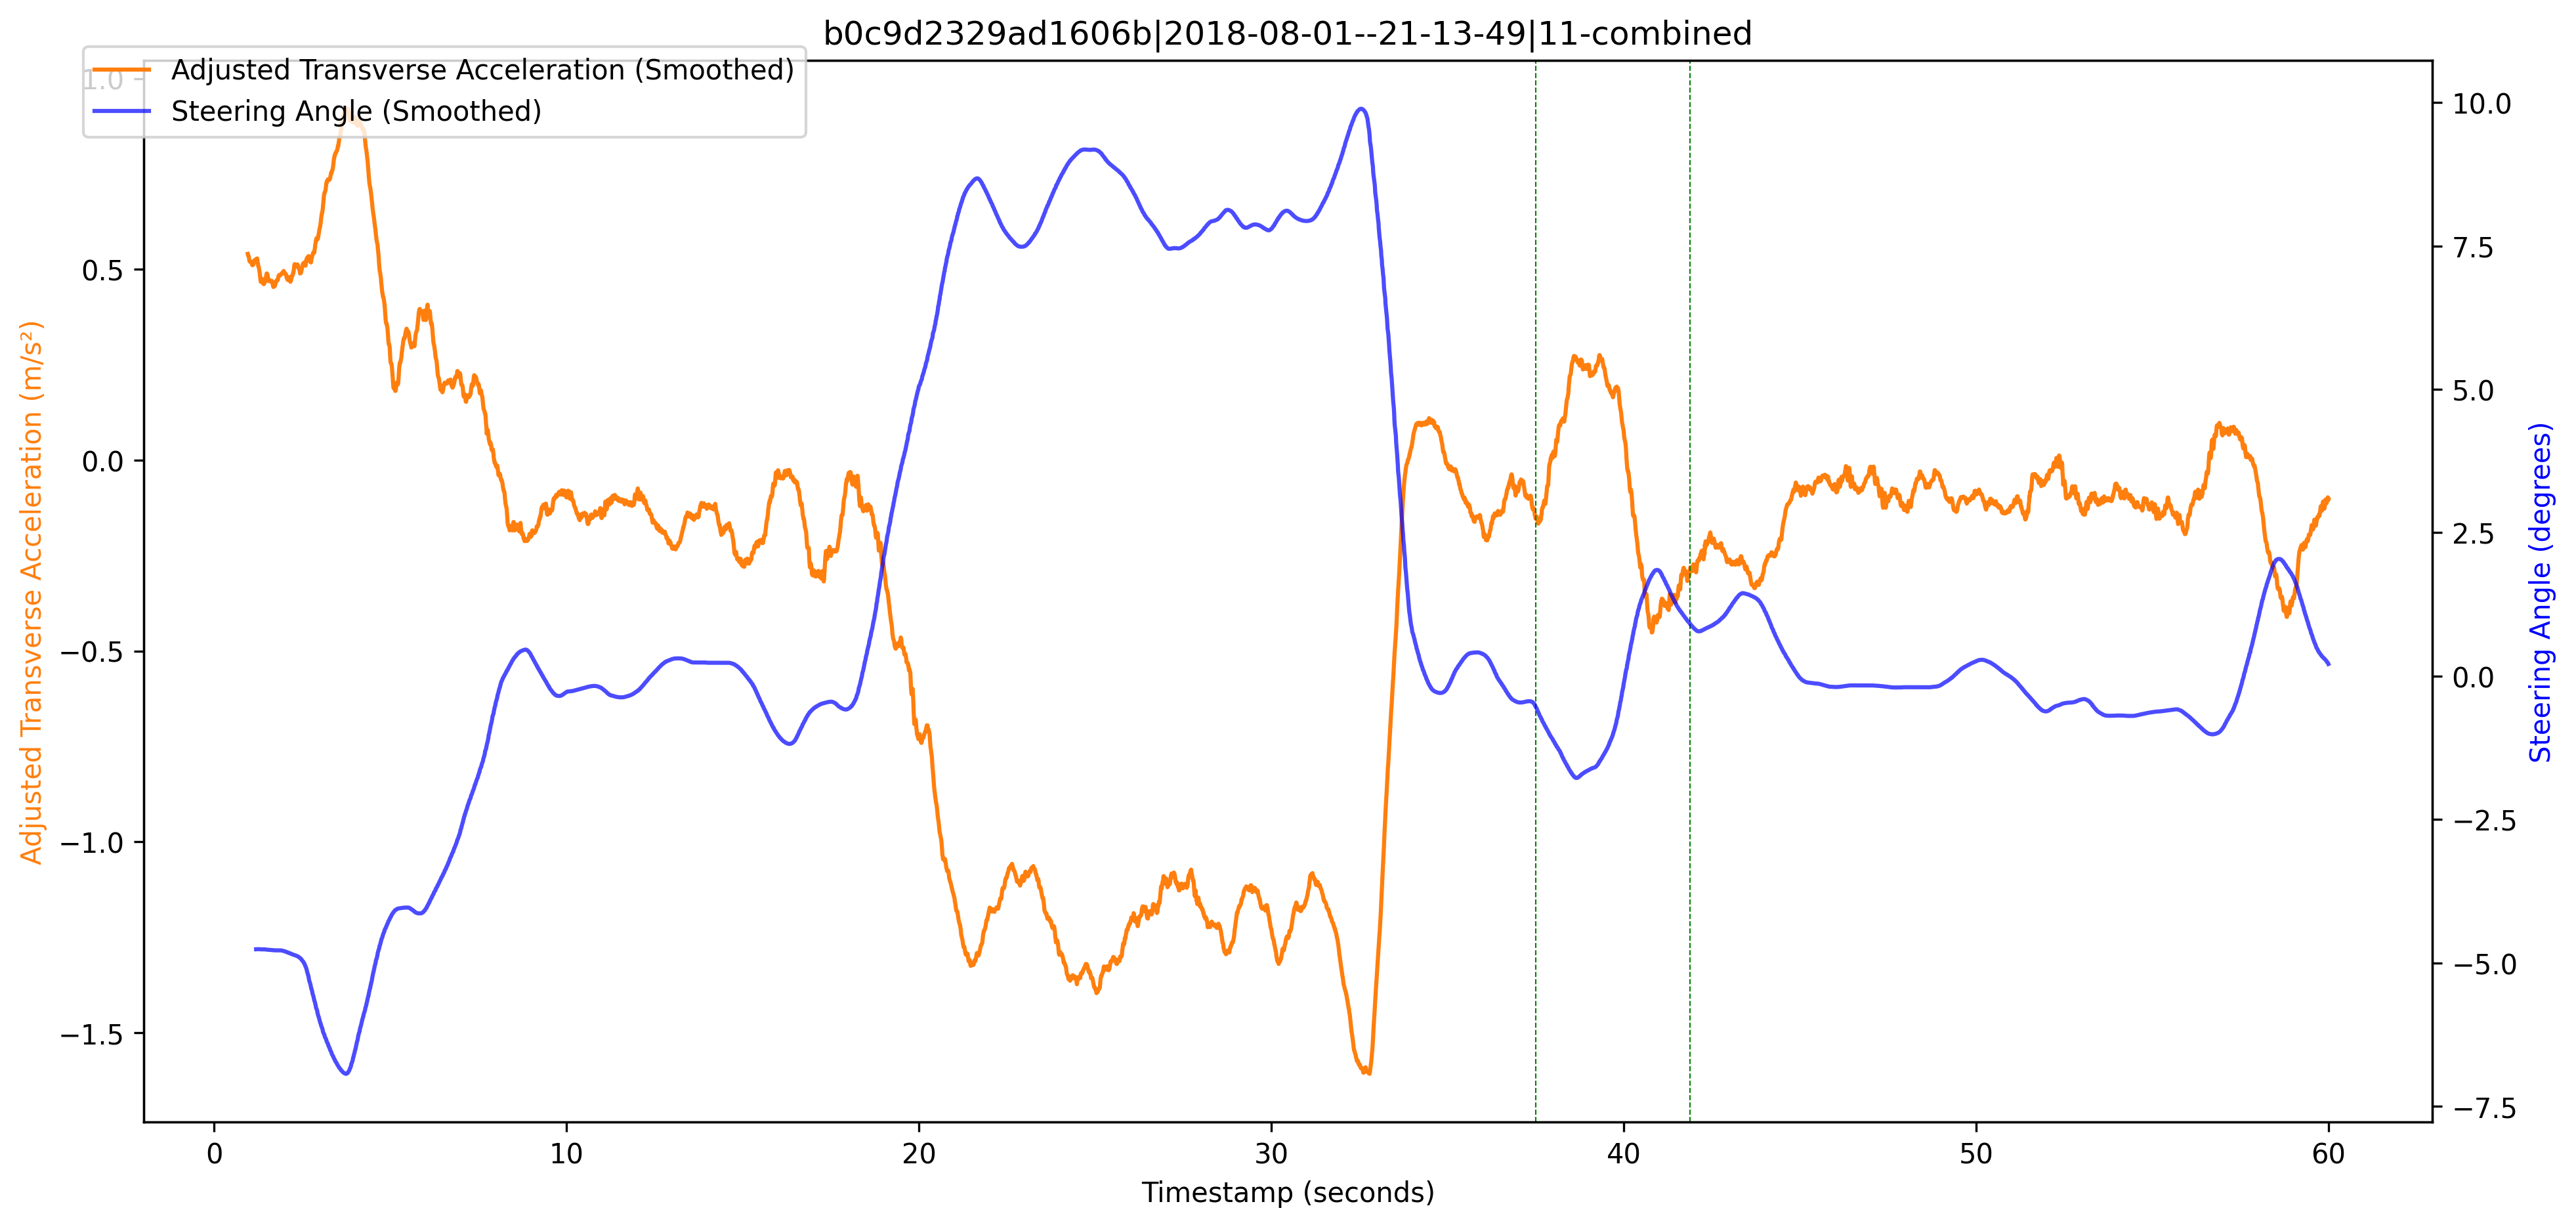 b0c9d2329ad1606b|2018-08-01--21-13-49|11-combined
Adjusted Transverse Acceleration (Smoothed)
Steering Angle (Smoothed)
Adjusted Transverse Acceleration (m/s²)
1.0
0.5
0.0
−0.5
−1.0
−1.5
10.0
7.5
5.0
2.5
0.0
−2.5
−5.0
−7.5
Steering Angle (degrees)
0 10 20 30 40 50 60
Timestamp (seconds)